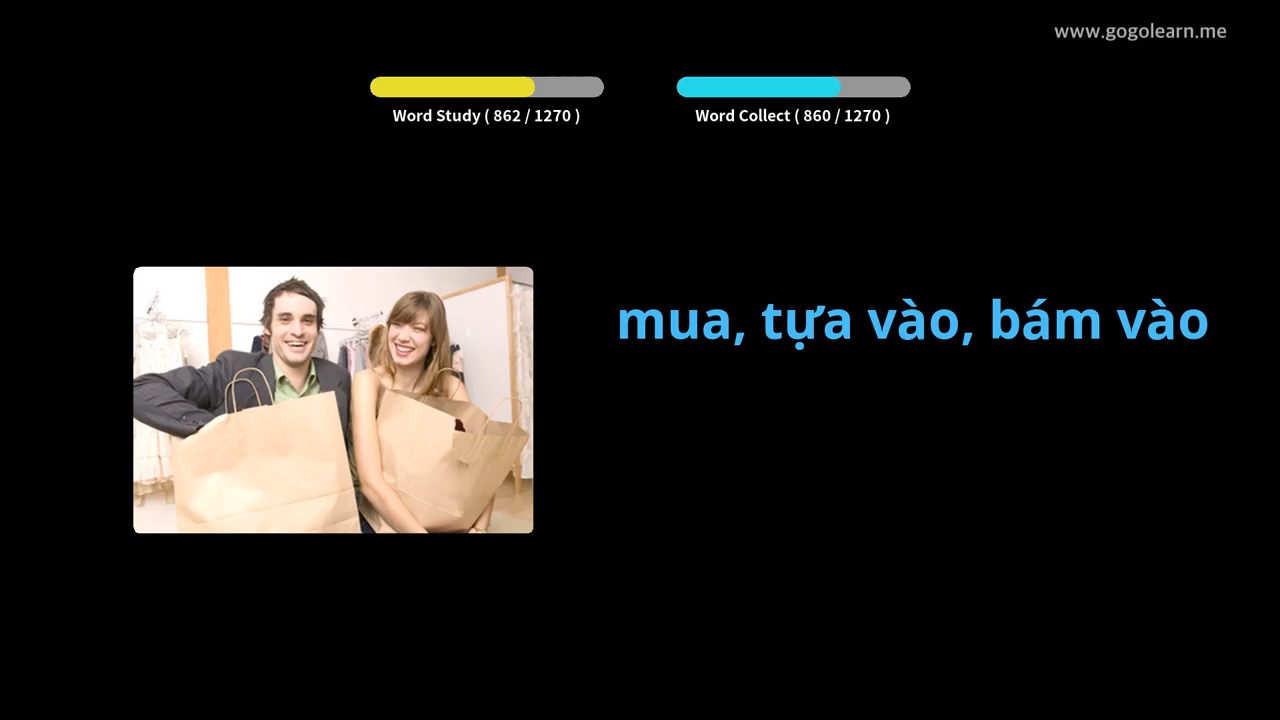 www.gogolearn.me
Word Study ( 862 / 1270 )
Word Collect ( 860 / 1270 )
mua, tựa vào, bám vào